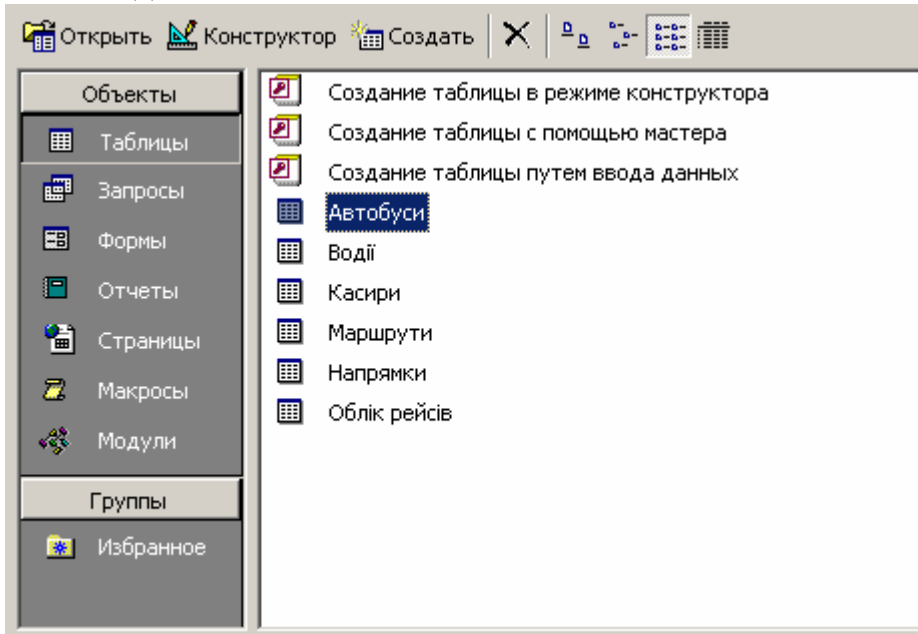 Открыть Конструктор Создать
Объекты
Таблицы
Запросы
Формы
Отчеты
Страницы
Макросы
Модули
Группы
Избранное
Создание таблицы в режиме конструктора
Создание таблицы с помощью мастера
Создание таблицы путем ввода данных
Автобуси
Водії
Касири
Маршрути
Напрямки
Облік рейсів